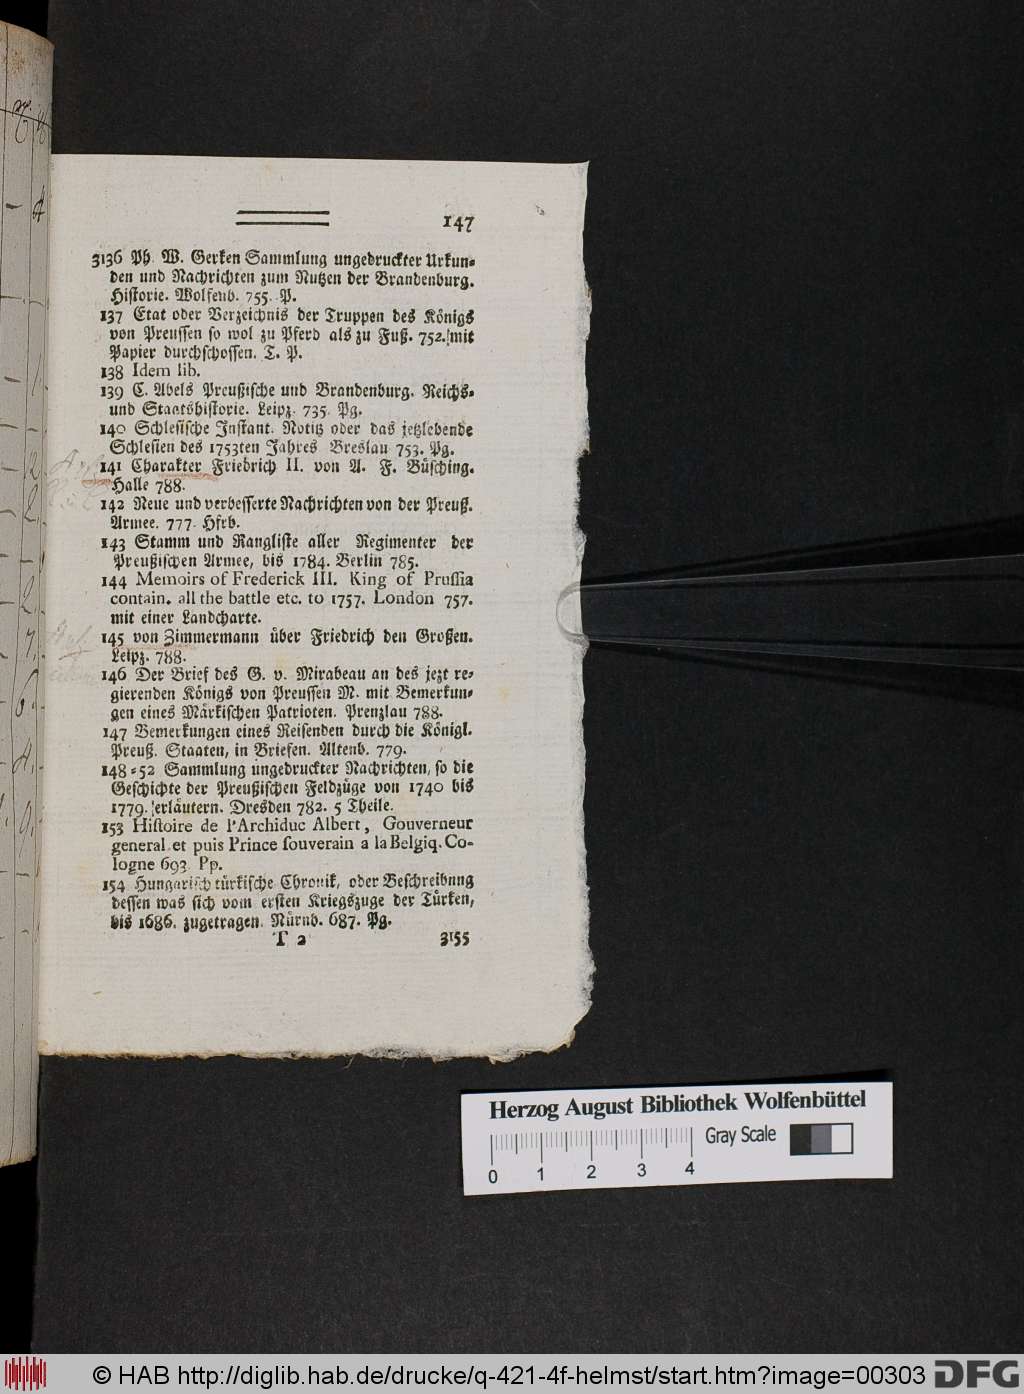 147
3136 Ph. W. Gerken Sammlung ungedruckter Urkun-
den und Nachrichten zum Nutzen der Brandenburg.
Historie. Wolfenb. 755. P.
137 Etat oder Verzeichnis der Truppen des Königs
von Preussen so wol zu Pferd als zu Fuß. 752. mit
Papier durchschossen. T. P.
138 Idem lib.
139 C. Abels Preußische und Brandenburg. Reichs-
und Staatshistorie. Leipz. 735. Pg.
140 Schlesische Instant. Notitz oder das jetzlebende
Schlesien des 1753ten Jahres Breslau 753. Pg.
141 Charakter Friedrich II. von A. F. Büsching.
Halle 788.
142 Neue und verbesserte Nachrichten von der Preuß.
Armee. 777. Hfrb.
143 Stamm und Rangliste aller Regimenter der
Preußischen Armee, bis 1784. Berlin 785.
144 Memoirs of Frederick III. King of Prussia
contain. all the battle etc. to 1757. London 757.
mit einer Landcharte.
145 von Zimmermann über Friedrich den Großen.
Leipz. 788.
146 Der Brief des G. v. Mirabeau an des jezt re-
gierenden Königs von Preussen M. mit Bemerkun-
gen eines Märkischen Patrioten. Prenzlau 788.
147 Bemerkungen eines Reisenden durch die Königl.
Preuß. Staaten, in Briefen. Altenb. 779.
148-52 Sammlung ungedruckter Nachrichten, so die
Geschichte der Preußischen Feldzüge von 1740 bis
1779. erläutern. Dresden 782. 5 Theile.
153 Histoire de l'Archiduc Albert, Gouverneur
general et puis Prince souverain a la Belgiq. Co-
logne 693. Pp.
154 Hungarisch türkische Chronik, oder Beschreibnng
dessen was sich vom ersten Kriegszuge der Türken,
bis 1686. zugetragen. Nürnb. 687. Pg.
T 2 3155
Herzog August Bibliothek Wolfenbüttel
Gray Scale
0 1 2 3 4
© HAB http://diglib.hab.de/drucke/q-421-4f-helmst/start.htm?image=00303 DFG